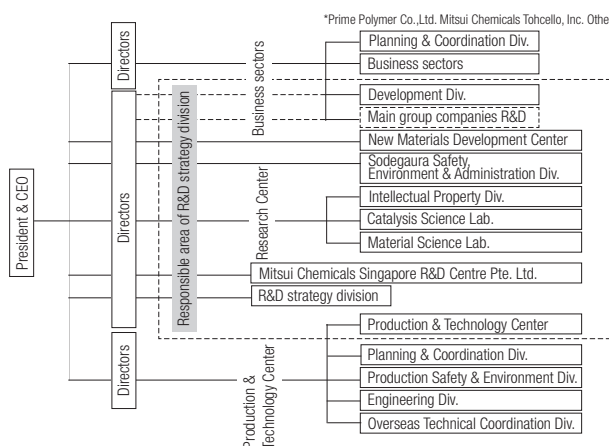 *Prime Polymer Co.,Ltd. Mitsui Chemicals Tohcello, Inc. Othe
President & CEO
Directors
Directors
Directors
Responsible area of R&D strategy division
Business sectors
Planning & Coordination Div.
Business sectors
Development Div.
Main group companies R&D
New Materials Development Center
Sodegaura Safety,
Environment & Administration Div.
Research Center
Intellectual Property Div.
Catalysis Science Lab.
Material Science Lab.
Mitsui Chemicals Singapore R&D Centre Pte. Ltd.
R&D strategy division
Production &
Technology Center
Production & Technology Center
Planning & Coordination Div.
Production Safety & Environment Div.
Engineering Div.
Overseas Technical Coordination Div.